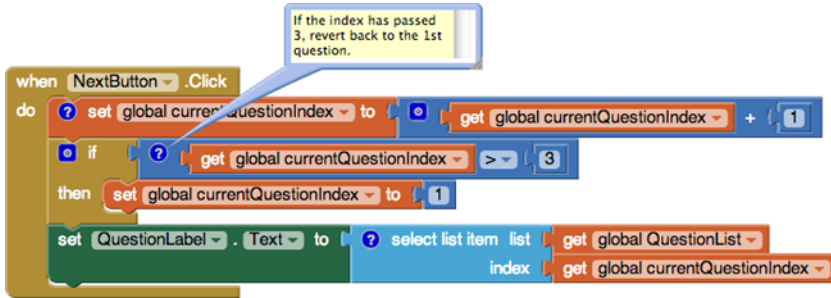 If the index has passed
3, revert back to the 1st
question.
when NextButton .Click
do ? set global currentQuestionIndex to get global currentQuestionIndex + 1
if ? get global currentQuestionIndex > 3
then set global currentQuestionIndex to 1
set QuestionLabel . Text to ? select list item list get global QuestionList
index get global currentQuestionIndex